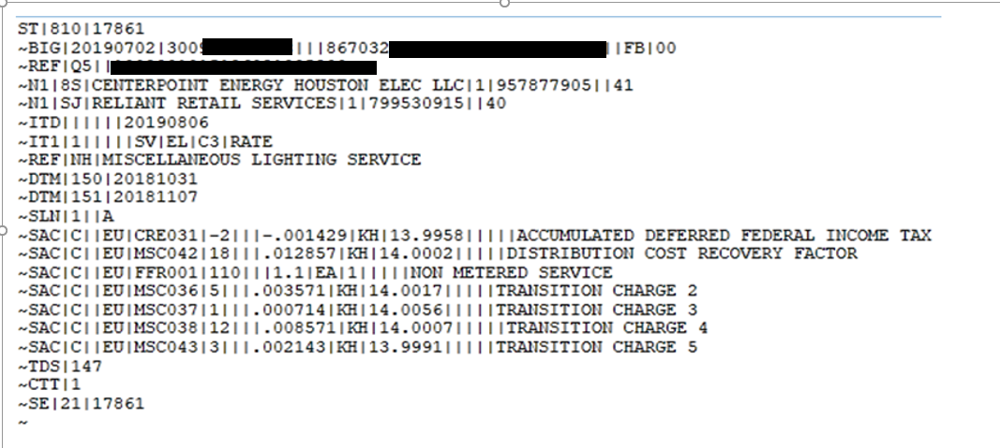 ST|810|17861
~BIG|20190702|300 |||867032 ||FB|00
~REF|Q5||
~N1|8S|CENTERPOINT ENERGY HOUSTON ELEC LLC|1|957877905||41
~N1|SJ|RELIANT RETAIL SERVICES|1|799530915||40
~ITD||||||20190806
~IT1|1|||||SV|EL|C3|RATE
~REF|NH|MISCELLANEOUS LIGHTING SERVICE
~DTM|150|20181031
~DTM|151|20181107
~SLN|1||A
~SAC|C||EU|CRE031|-2|||-.001429|KH|13.9958|||||ACCUMULATED DEFERRED FEDERAL INCOME TAX
~SAC|C||EU|MSC042|18|||.012857|KH|14.0002|||||DISTRIBUTION COST RECOVERY FACTOR
~SAC|C||EU|FFR001|110|||1.1|EA|1|||||NON METERED SERVICE
~SAC|C||EU|MSC036|5|||.003571|KH|14.0017|||||TRANSITION CHARGE 2
~SAC|C||EU|MSC037|1|||.000714|KH|14.0056|||||TRANSITION CHARGE 3
~SAC|C||EU|MSC038|12|||.008571|KH|14.0007|||||TRANSITION CHARGE 4
~SAC|C||EU|MSC043|3|||.002143|KH|13.9991|||||TRANSITION CHARGE 5
~TDS|147
~CTT|1
~SE|21|17861
~